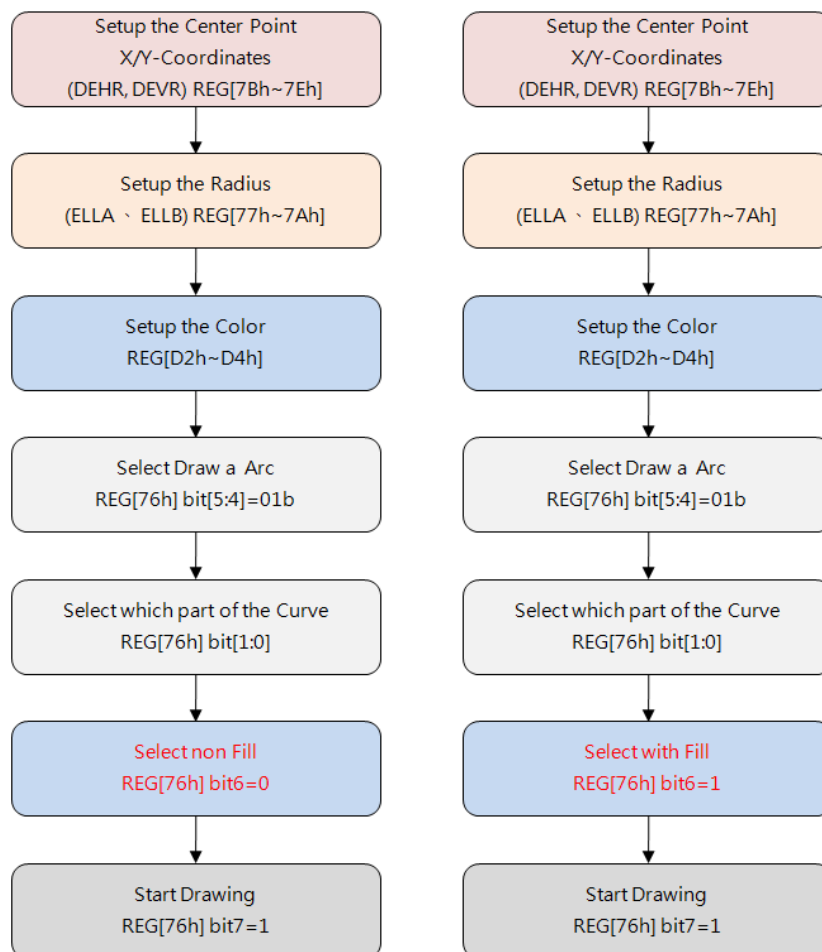 Setup the Center Point
X/Y-Coordinates
(DEHR, DEVR) REG[7Bh~7Eh]
Setup the Radius
(ELLA 、 ELLB) REG[77h~7Ah]
Setup the Color
REG[D2h~D4h]
Select Draw a Arc
REG[76h] bit[5:4]=01b
Select which part of the Curve
REG[76h] bit[1:0]
Select non Fill
REG[76h] bit6=0
Start Drawing
REG[76h] bit7=1
Setup the Center Point
X/Y-Coordinates
(DEHR, DEVR) REG[7Bh~7Eh]
Setup the Radius
(ELLA 、 ELLB) REG[77h~7Ah]
Setup the Color
REG[D2h~D4h]
Select Draw a Arc
REG[76h] bit[5:4]=01b
Select which part of the Curve
REG[76h] bit[1:0]
Select with Fill
REG[76h] bit6=1
Start Drawing
REG[76h] bit7=1